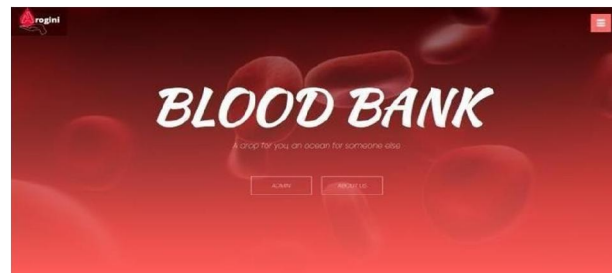 rogini
BLOOD BANK
A drop for you, an ocean for someone else
ADMIN
ABOUT US